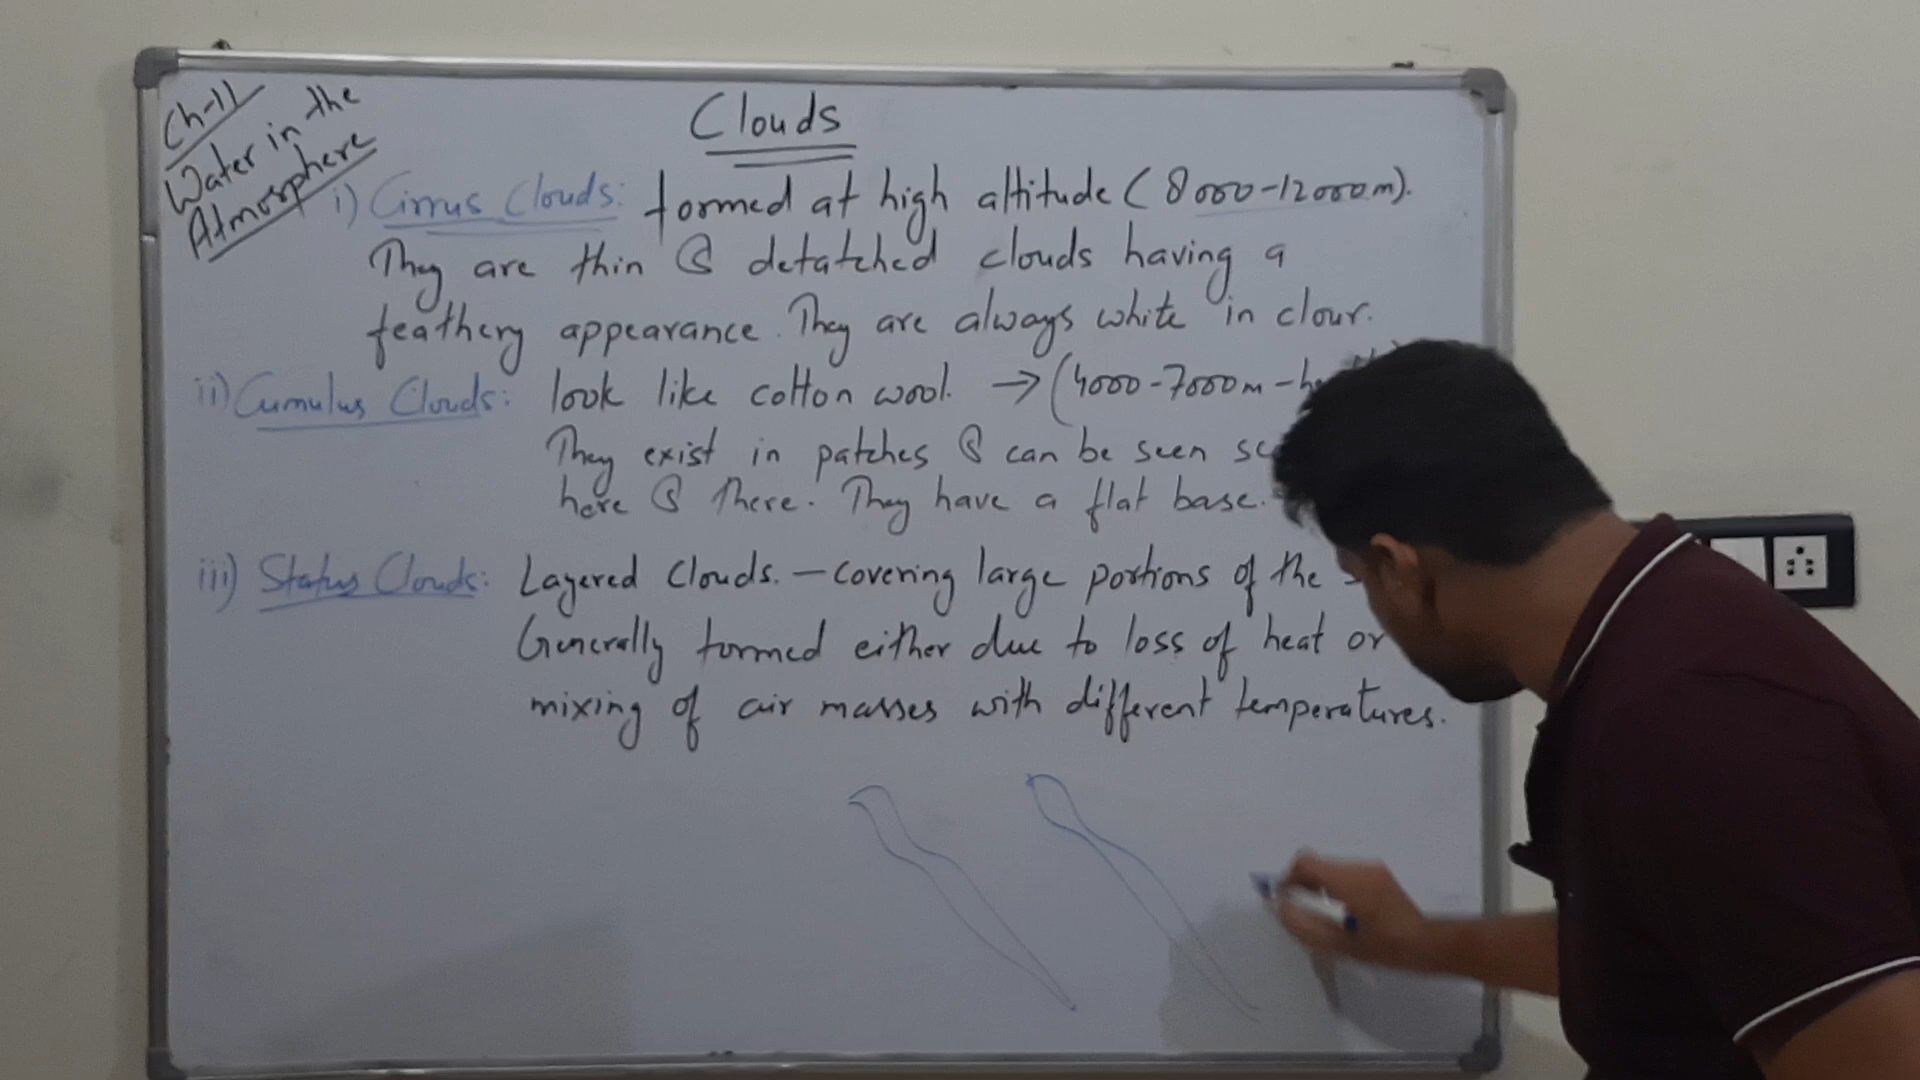 Ch-11
Water in the
Atmosphere
Clouds
i) Cirrus Clouds: formed at high altitude (8000-12000m).
They are thin & detatched clouds having a
feathery appearance. They are always white in clour.
ii) Cumulus Clouds: look like cotton wool. → (4000-7000m -
They exist in patches & can be seen
here & there. They have a flat base.
iii) Status Clouds: Layered Clouds. - covering large portions of the
Generally formed either due to loss of heat or
mixing of air masses with different temperatures.